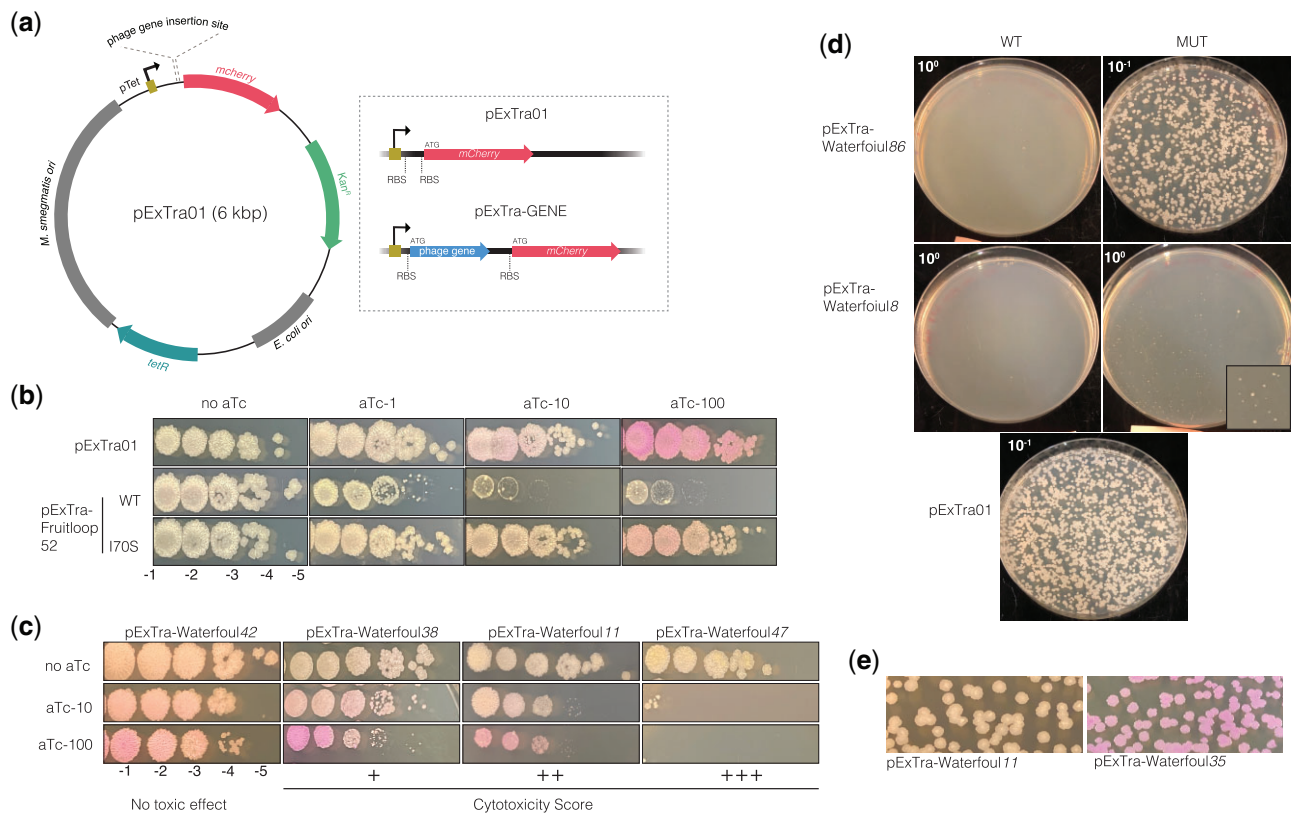 (a)
phage gene insertion site
pTet
mcherry
Kanᴿ
E. coli ori
tetR
M. smegmatis ori
pExTra01 (6 kbp)
pExTra01
ATG
mCherry
RBS
RBS
pExTra-GENE
ATG
ATG
phage gene
mCherry
RBS
RBS
(b)
no aTc
aTc-1
aTc-10
aTc-100
pExTra01
pExTra-
Fruitloop
52
WT
I70S
-1
-2
-3
-4
-5
(c)
pExTra-Waterfoul42
pExTra-Waterfoul38
pExTra-Waterfoul11
pExTra-Waterfoul47
no aTc
aTc-10
aTc-100
-1
-2
-3
-4
-5
+
++
+++
No toxic effect
Cytotoxicity Score
(d)
WT
MUT
pExTra-
Waterfoiul86
10⁰
10⁻¹
pExTra-
Waterfoiul8
10⁰
10⁰
pExTra01
10⁻¹
(e)
pExTra-Waterfoul11
pExTra-Waterfoul35